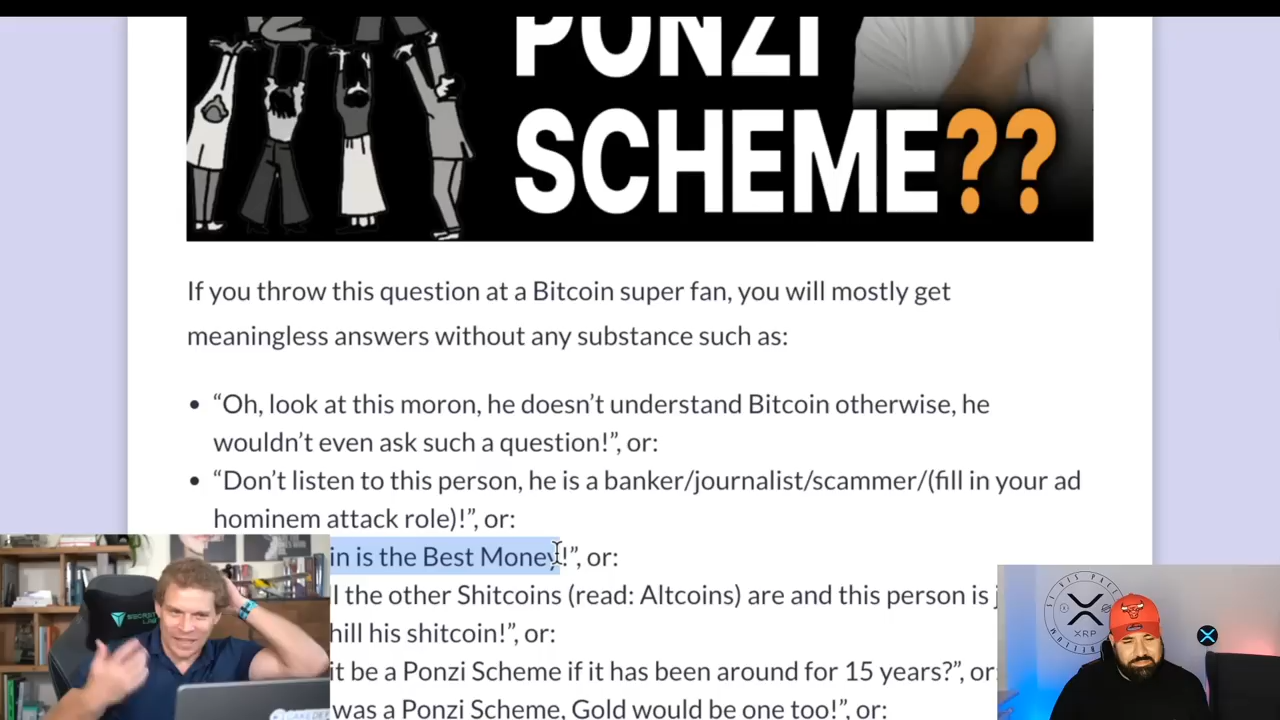 PONZI
SCHEME??
If you throw this question at a Bitcoin super fan, you will mostly get
meaningless answers without any substance such as:
• “Oh, look at this moron, he doesn’t understand Bitcoin otherwise, he
wouldn’t even ask such a question!”, or:
• “Don’t listen to this person, he is a banker/journalist/scammer/(fill in your ad
hominem attack role)!”, or:
in is the Best Money!”, or:
l the other Shitcoins (read: Altcoins) are and this person is j
hill his shitcoin!”, or:
it be a Ponzi Scheme if it has been around for 15 years?”, or:
was a Ponzi Scheme, Gold would be one too!”, or:
SECRET
LAB
XRP